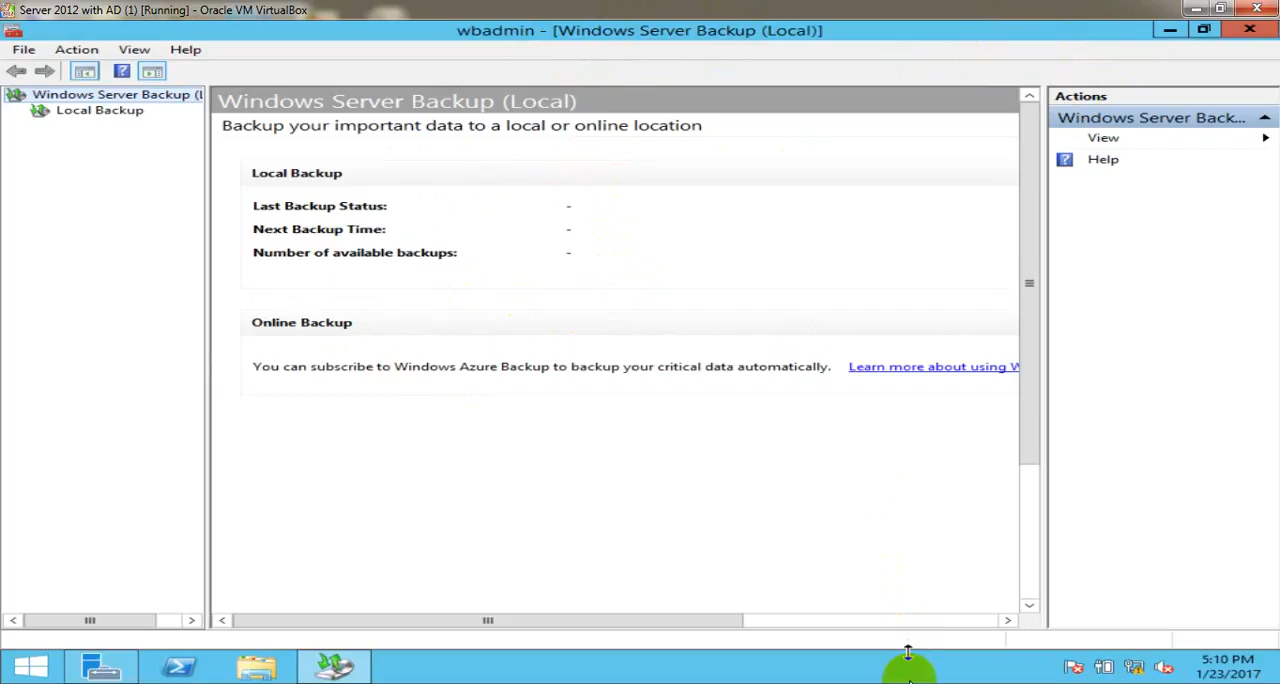 Server 2012 with AD (1) [Running] - Oracle VM VirtualBox
wbadmin - [Windows Server Backup (Local)]
File Action View Help
Windows Server Backup (L
Local Backup
Windows Server Backup (Local)
Backup your important data to a local or online location
Local Backup
Last Backup Status: -
Next Backup Time: -
Number of available backups: -
Online Backup
You can subscribe to Windows Azure Backup to backup your critical data automatically. Learn more about using W
Actions
Windows Server Back...
View
Help
5:10 PM
1/23/2017